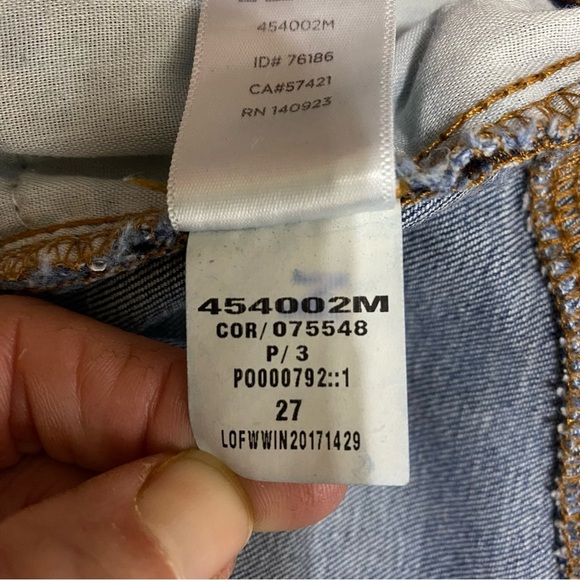 454002M
ID# 76186
CA#57421
RN 140923
454002M
COR/075548
P/3
PO000792::1
27
LOFWWIN20171429